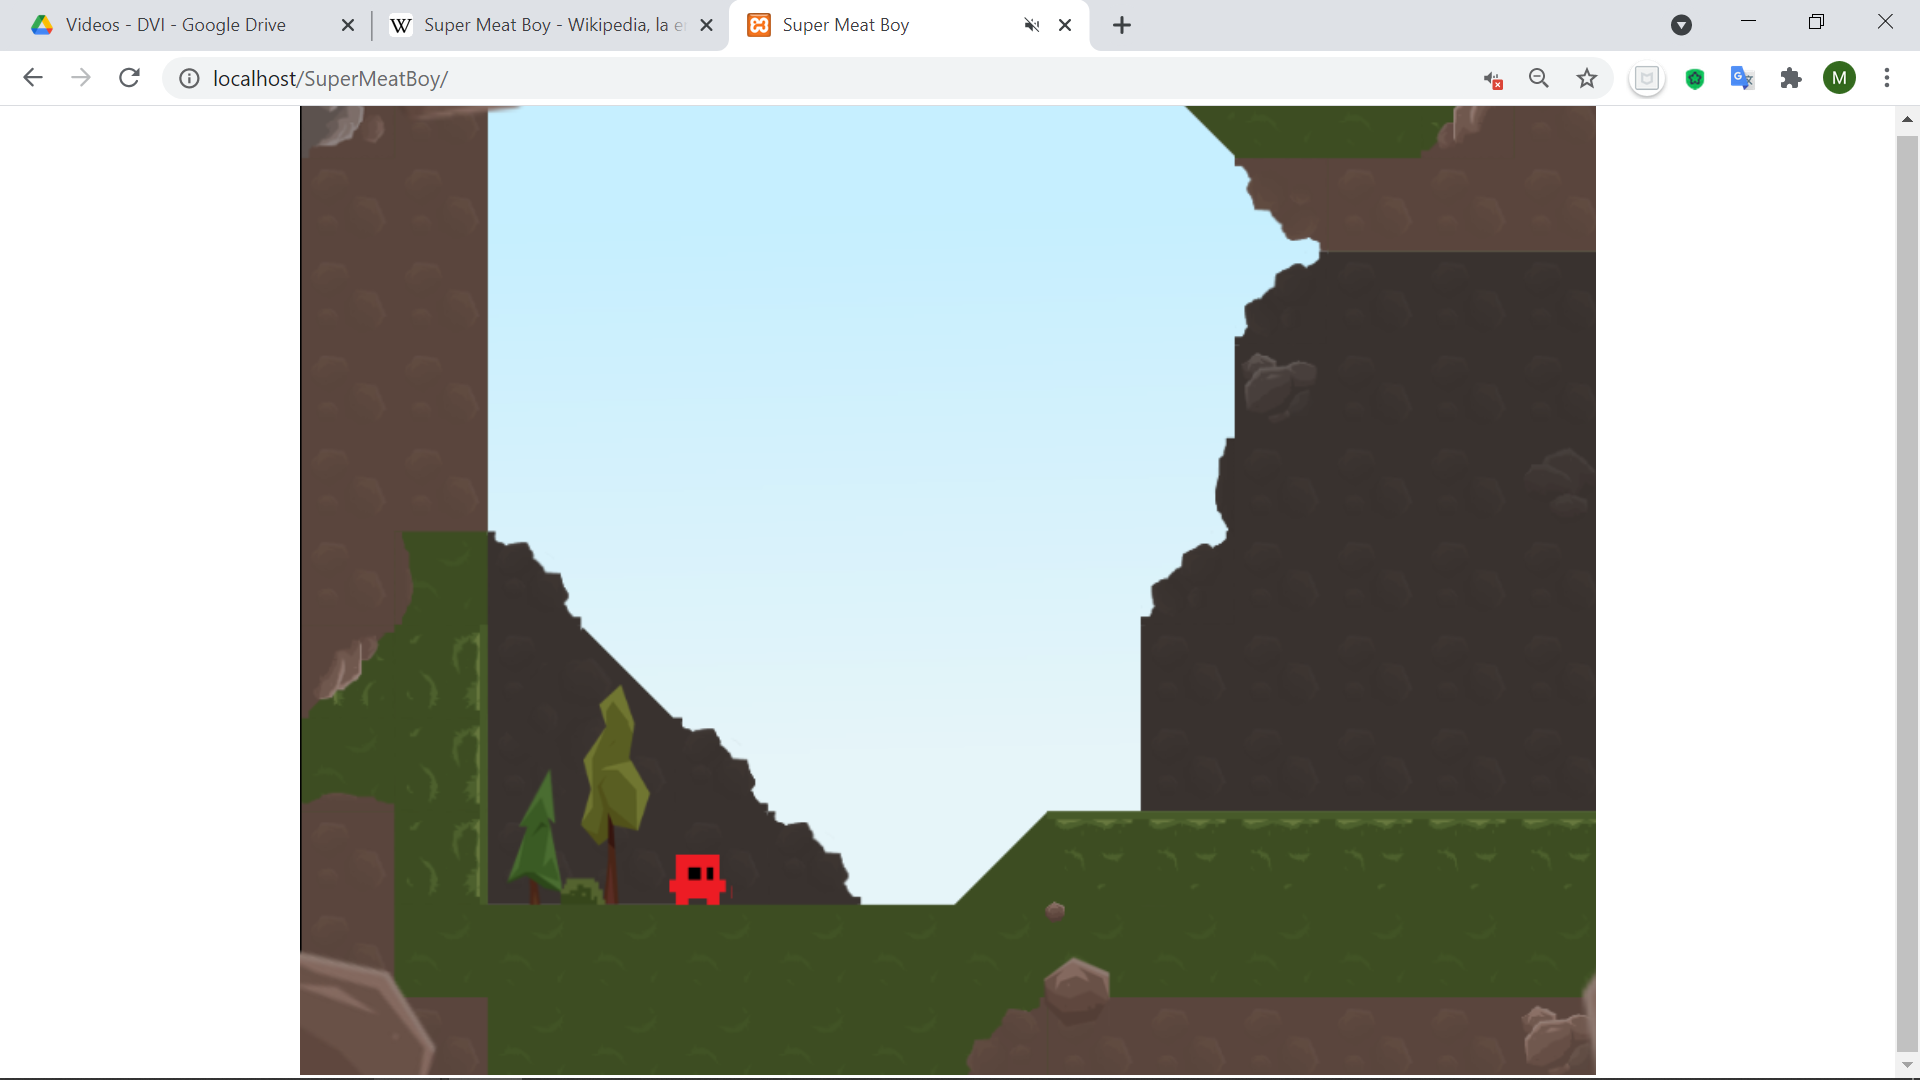 Videos - DVI - Google Drive
W Super Meat Boy - Wikipedia, la e
Super Meat Boy
localhost/SuperMeatBoy/
M